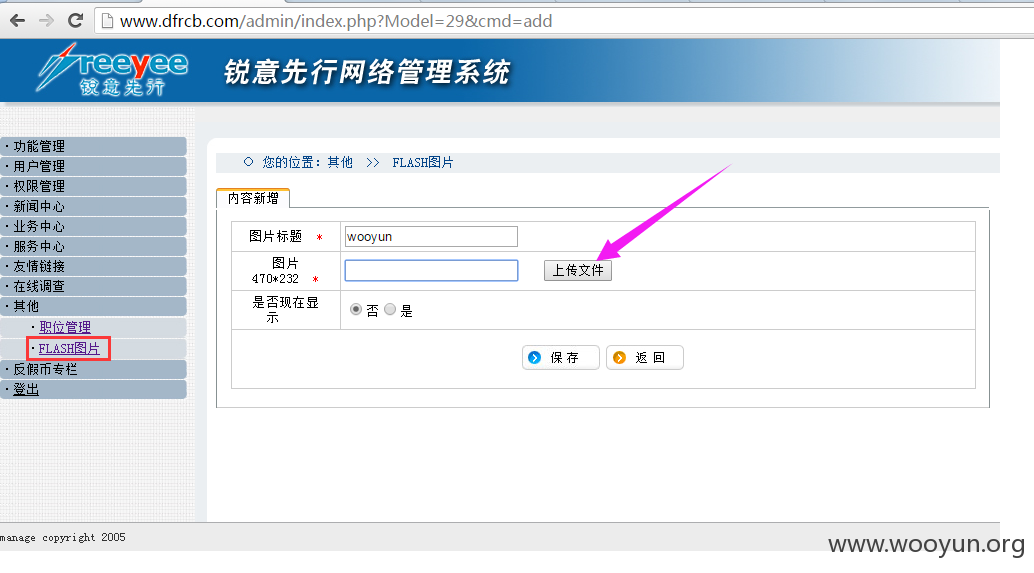 www.dfrcb.com/admin/index.php?Model=29&cmd=add
freeyee
锐意先行
锐意先行网络管理系统
·功能管理
·用户管理
·权限管理
·新闻中心
·业务中心
·服务中心
·友情链接
·在线调查
·其他
·职位管理
·FLASH图片
·反假币专栏
·登出
您的位置：其他 >> FLASH图片
内容新增
图片标题 * wooyun
图片
470*232 *
上传文件
是否现在显
示
否 是
保存 返回
manage copyright 2005
www.wooyun.org